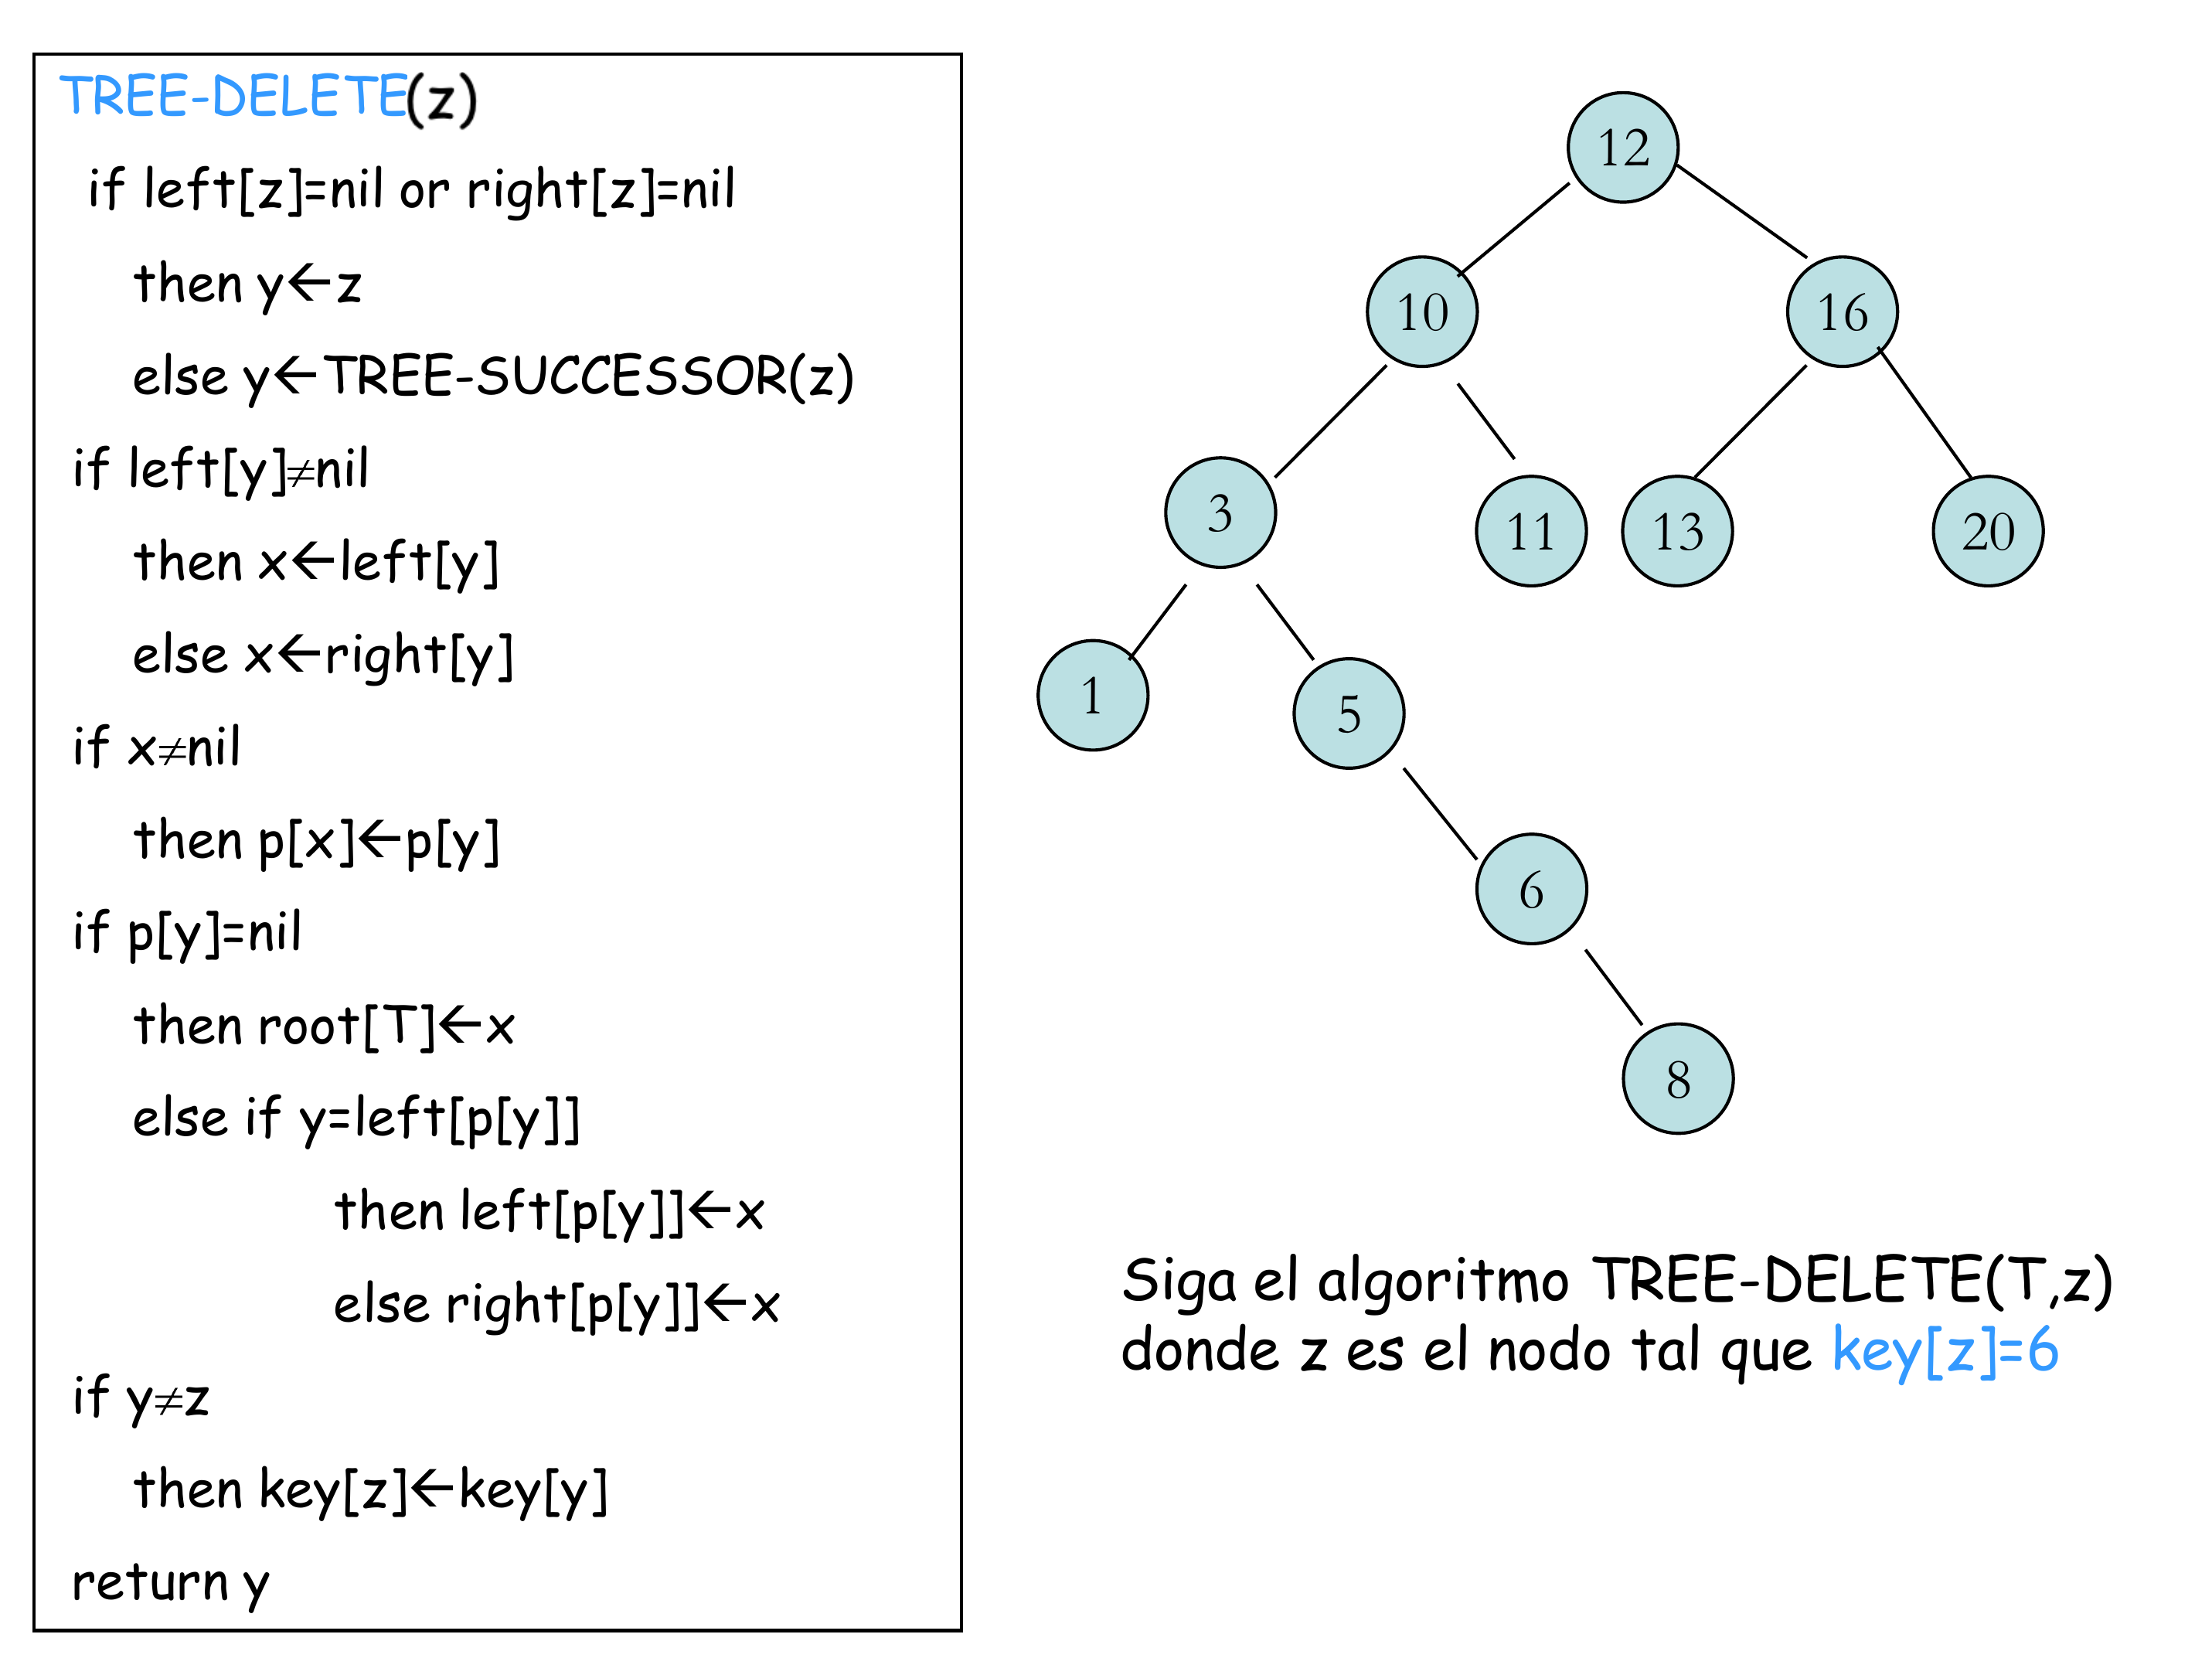 TREE-DELETE(z)
if left[z]=nil or right[z]=nil
then y←z
else y←TREE-SUCCESSOR(z)
if left[y]≠nil
then x←left[y]
else x←right[y]
if x≠nil
then p[x]←p[y]
if p[y]=nil
then root[T]←x
else if y=left[p[y]]
then left[p[y]]←x
else right[p[y]]←x
if y≠z
then key[z]←key[y]
return y
12
10
16
3
11
13
20
1
5
6
8
Siga el algoritmo TREE-DELETE(T,z)
donde z es el nodo tal que key[z]=6